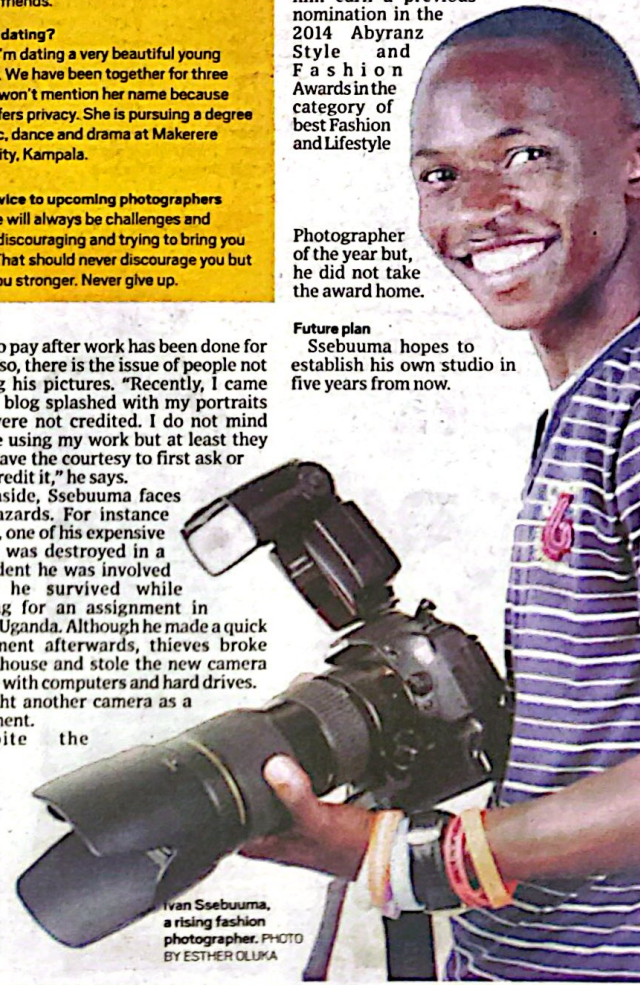 friends.
dating?
'm dating a very beautiful young
. We have been together for three
won't mention her name because
fers privacy. She is pursuing a degree
c, dance and drama at Makerere
ity, Kampala.
vice to upcoming photographers
e will always be challenges and
discouraging and trying to bring you
That should never discourage you but
ou stronger. Never give up.
o pay after work has been done for
so, there is the issue of people not
g his pictures. “Recently, I came
blog splashed with my portraits
ere not credited. I do not mind
e using my work but at least they
ave the courtesy to first ask or
redit it,” he says.
aside, Ssebuuma faces
azards. For instance
, one of his expensive
was destroyed in a
dent he was involved
he survived while
g for an assignment in
Uganda. Although he made a quick
ment afterwards, thieves broke
house and stole the new camera
with computers and hard drives.
ht another camera as a
ment.
pite the
him earn a previous
nomination in the
2014 Abyranz
Style and
Fashion
Awards in the
category of
best Fashion
and Lifestyle
Photographer
of the year but,
he did not take
the award home.
Future plan
Ssebuuma hopes to
establish his own studio in
five years from now.
Ivan Ssebuuma,
a rising fashion
photographer. PHOTO
BY ESTHER OLUKA